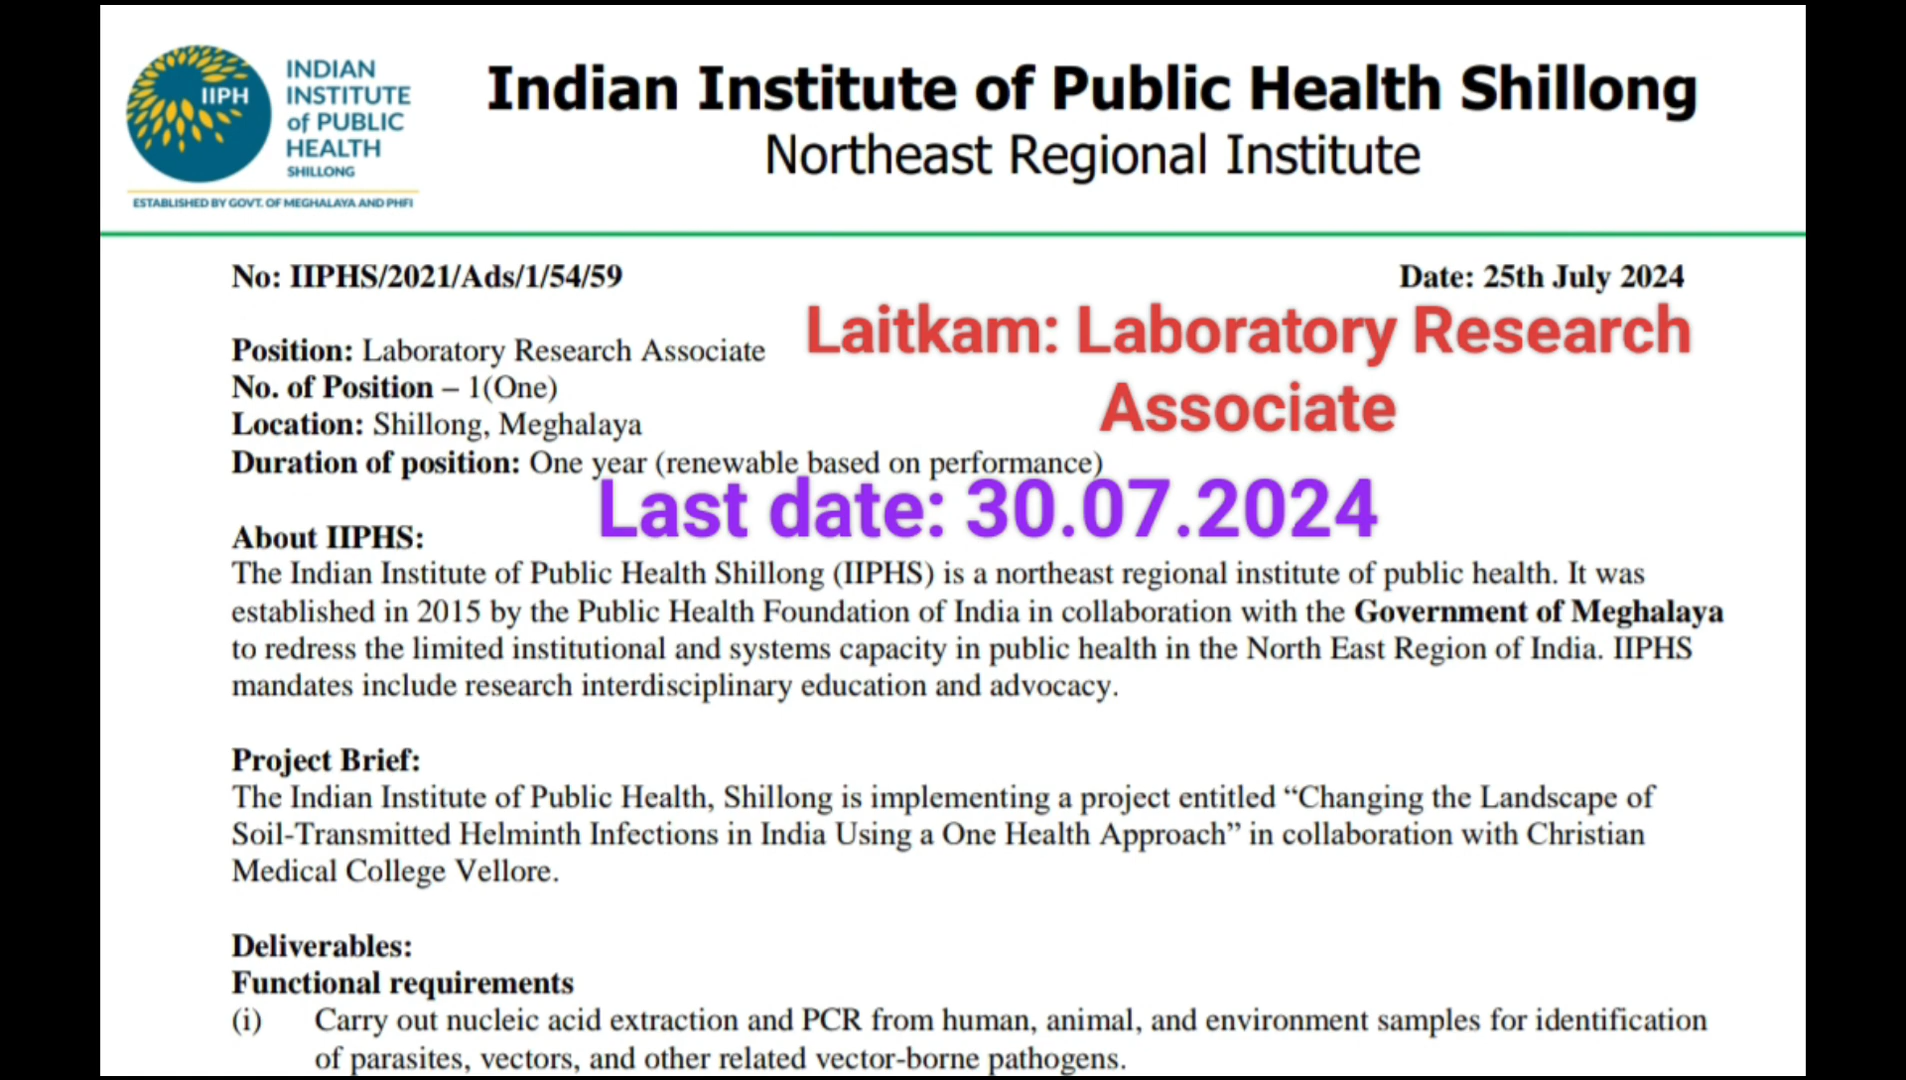 IIPH
INDIAN
INSTITUTE
of PUBLIC
HEALTH
SHILLONG
ESTABLISHED BY GOVT. OF MEGHALAYA AND PHFI
Indian Institute of Public Health Shillong
Northeast Regional Institute
No: IIPHS/2021/Ads/1/54/59 Date: 25th July 2024
Laitkam: Laboratory Research
Associate
Position: Laboratory Research Associate
No. of Position – 1(One)
Location: Shillong, Meghalaya
Duration of position: One year (renewable based on performance)
Last date: 30.07.2024
About IIPHS:
The Indian Institute of Public Health Shillong (IIPHS) is a northeast regional institute of public health. It was
established in 2015 by the Public Health Foundation of India in collaboration with the Government of Meghalaya
to redress the limited institutional and systems capacity in public health in the North East Region of India. IIPHS
mandates include research interdisciplinary education and advocacy.
Project Brief:
The Indian Institute of Public Health, Shillong is implementing a project entitled “Changing the Landscape of
Soil-Transmitted Helminth Infections in India Using a One Health Approach” in collaboration with Christian
Medical College Vellore.
Deliverables:
Functional requirements
(i) Carry out nucleic acid extraction and PCR from human, animal, and environment samples for identification
of parasites, vectors, and other related vector-borne pathogens.